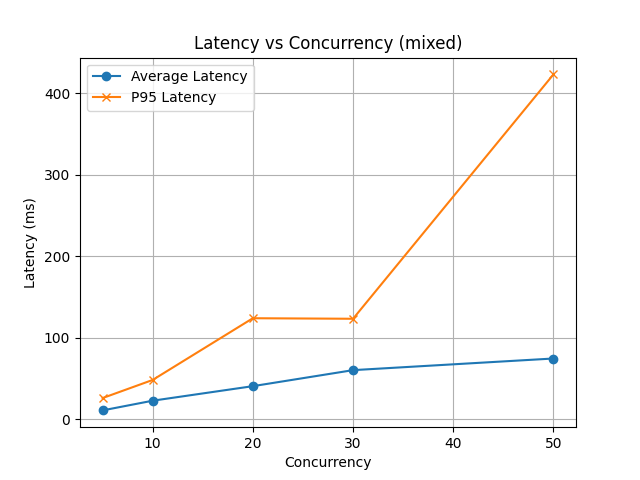 Latency vs Concurrency (mixed)
Average Latency
P95 Latency
Latency (ms)
400
300
200
100
0
10
20
30
40
50
Concurrency